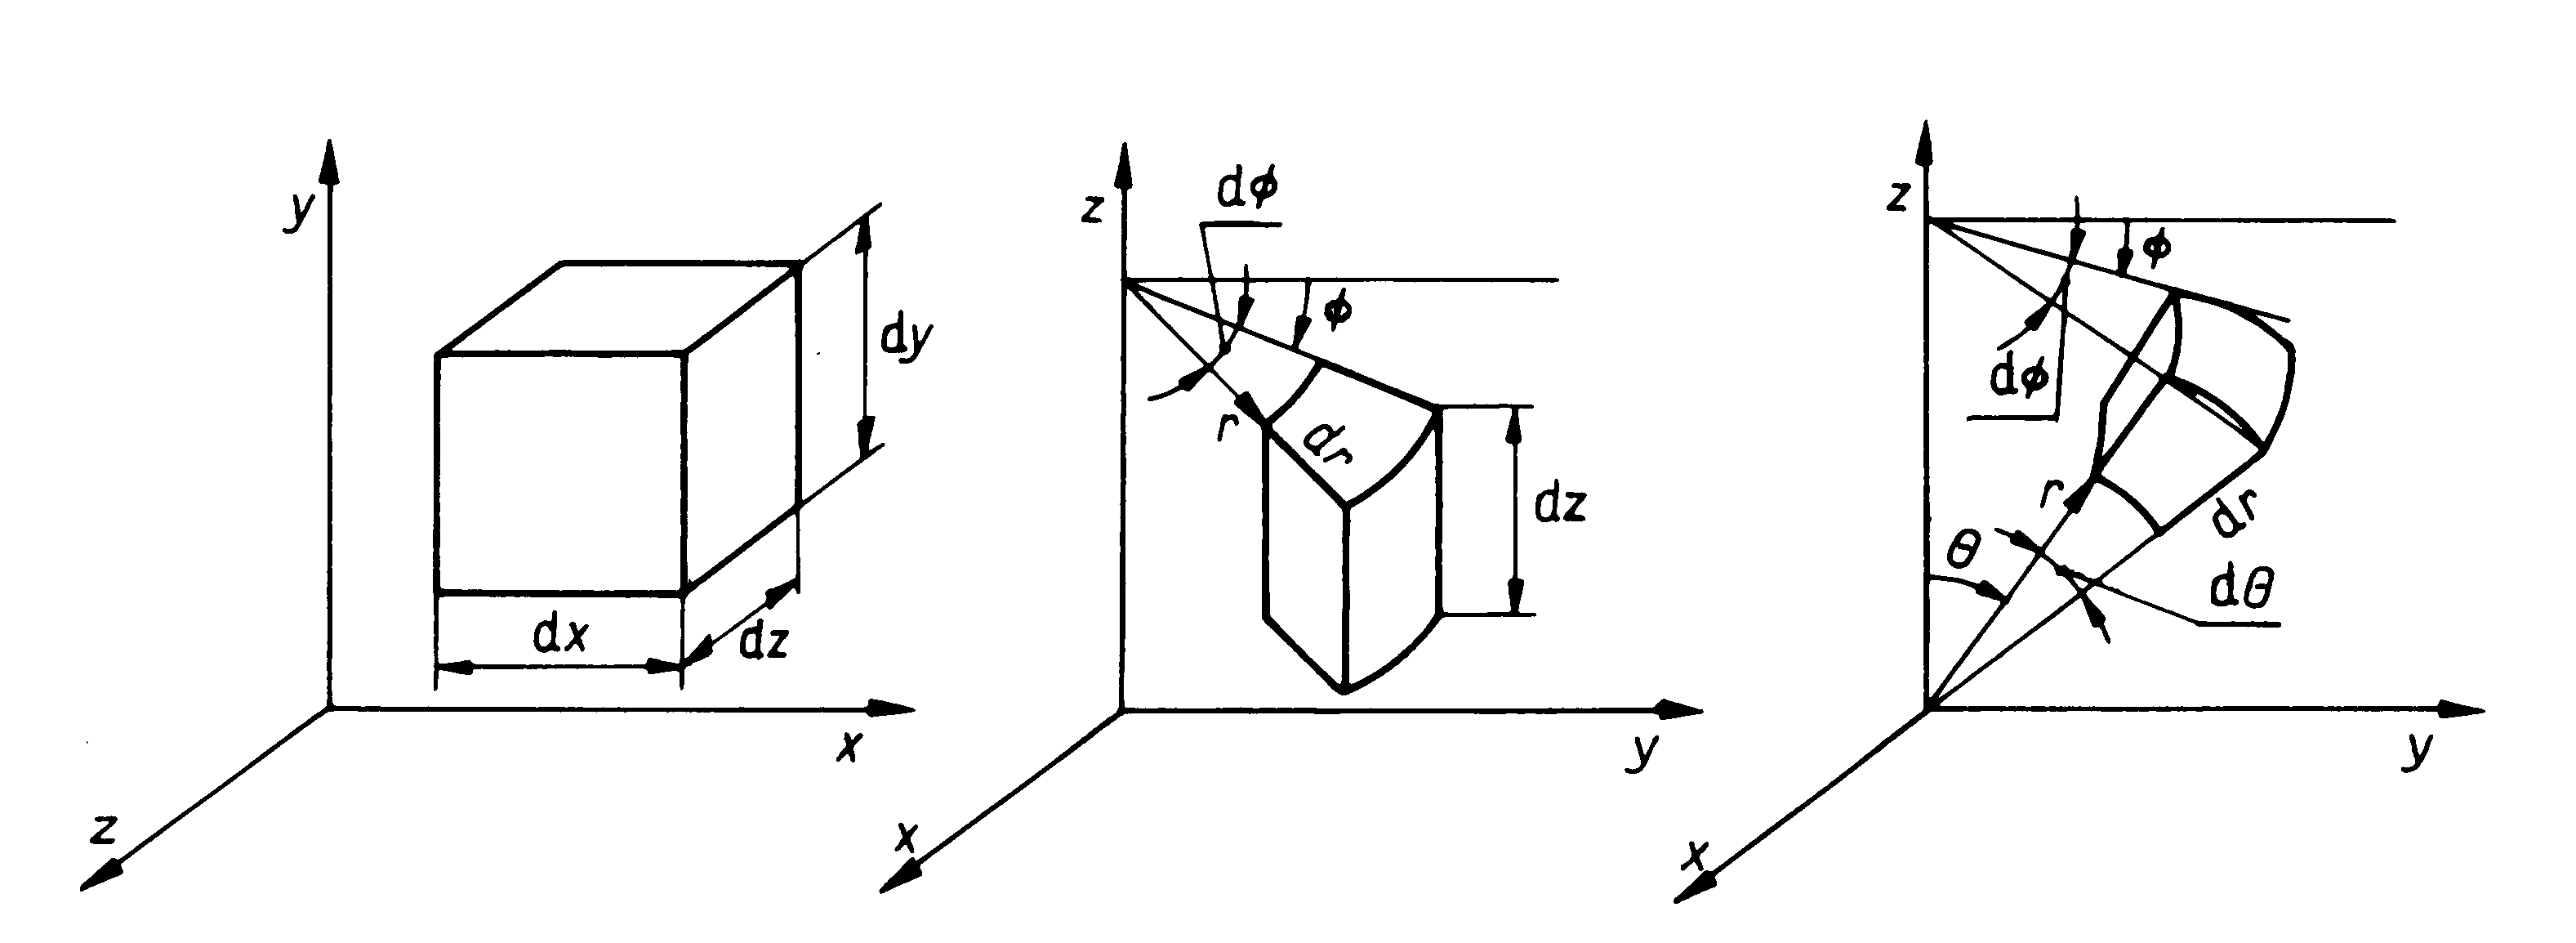 y
dy
dx
dz
x
z
z
dϕ
ϕ
r
dr
dz
y
x
z
ϕ
dϕ
r
dr
θ
dθ
y
x